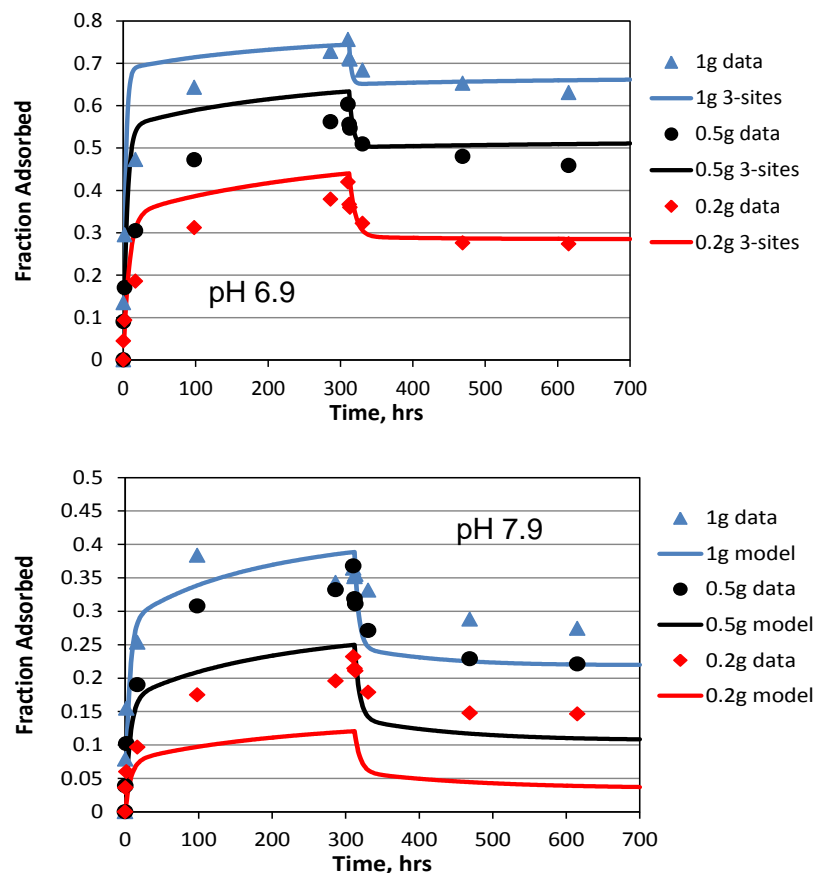 0.8
0.7
0.6
0.5
0.4
0.3
0.2
0.1
0
Fraction Adsorbed
pH 6.9
0 100 200 300 400 500 600 700
Time, hrs
1g data
1g 3-sites
0.5g data
0.5g 3-sites
0.2g data
0.2g 3-sites
0.5
0.45
0.4
0.35
0.3
0.25
0.2
0.15
0.1
0.05
0
Fraction Adsorbed
pH 7.9
0 100 200 300 400 500 600 700
Time, hrs
1g data
1g model
0.5g data
0.5g model
0.2g data
0.2g model